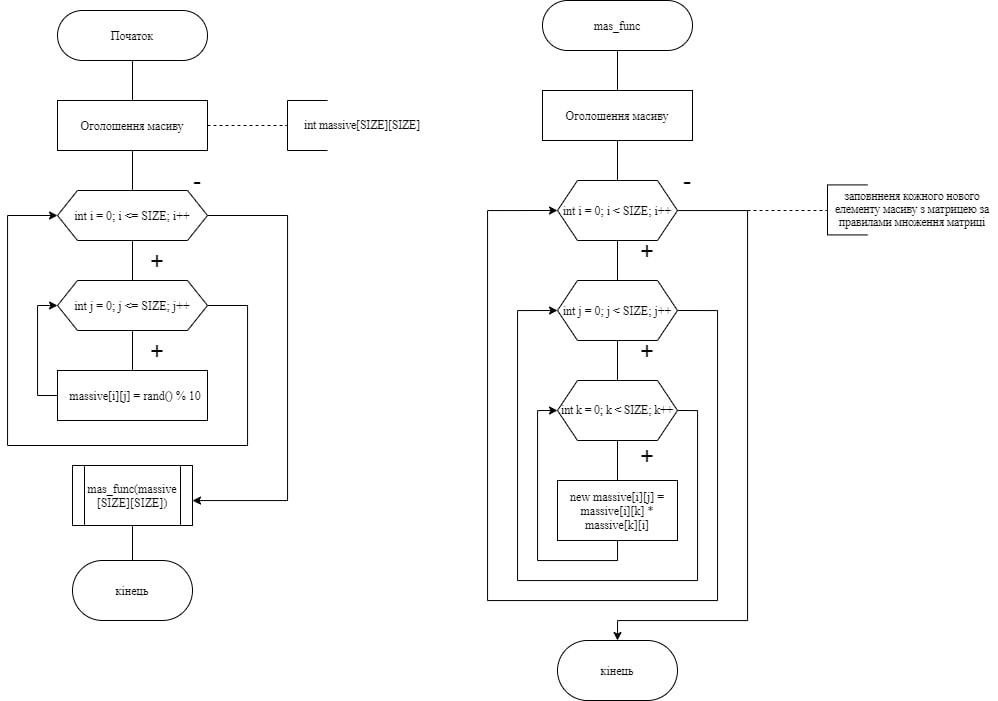 Початок
Оголошення масиву
int massive[SIZE][SIZE]
-
int i = 0; i <= SIZE; i++
+
int j = 0; j <= SIZE; j++
+
massive[i][j] = rand() % 10
mas_func(massive
[SIZE][SIZE])
кінець
mas_func
Оголошення масиву
-
int i = 0; i < SIZE; i++
заповнненя кожного нового
елементу масиву з матрицею за
правилами множення матриці
+
int j = 0; j < SIZE; j++
+
int k = 0; k < SIZE; k++
+
new massive[i][j] =
massive[i][k] *
massive[k][i]
кінець